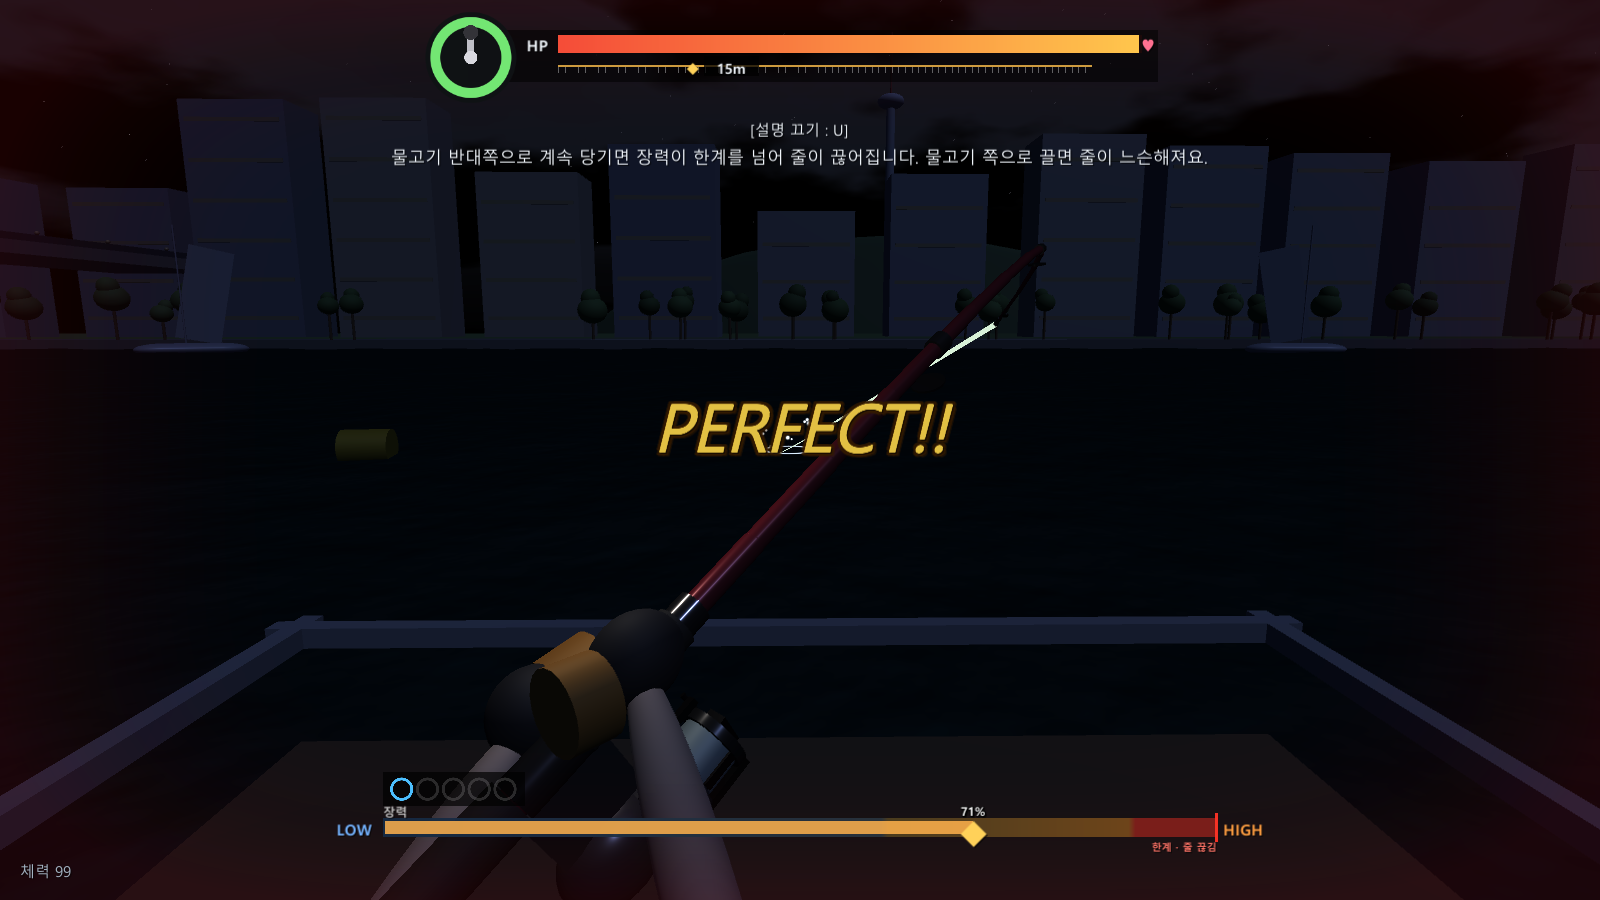 HP
15m
[설명 끄기 : U]
물고기 반대쪽으로 계속 당기면 장력이 한계를 넘어 줄이 끊어집니다. 물고기 쪽으로 끌면 줄이 느슨해져요.
PERFECT!!
장력
71%
LOW
HIGH
한계 · 줄 끊김
체력 99